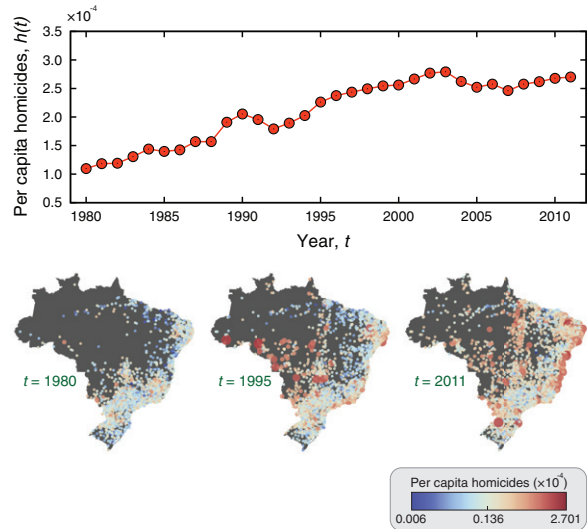 ×10⁻⁴
Per capita homicides, h(t)
3.5
3.0
2.5
2.0
1.5
1.0
0.5
1980 1985 1990 1995 2000 2005 2010
Year, t
t = 1980
t = 1995
t = 2011
Per capita homicides (×10⁻⁴)
0.006 0.136 2.701